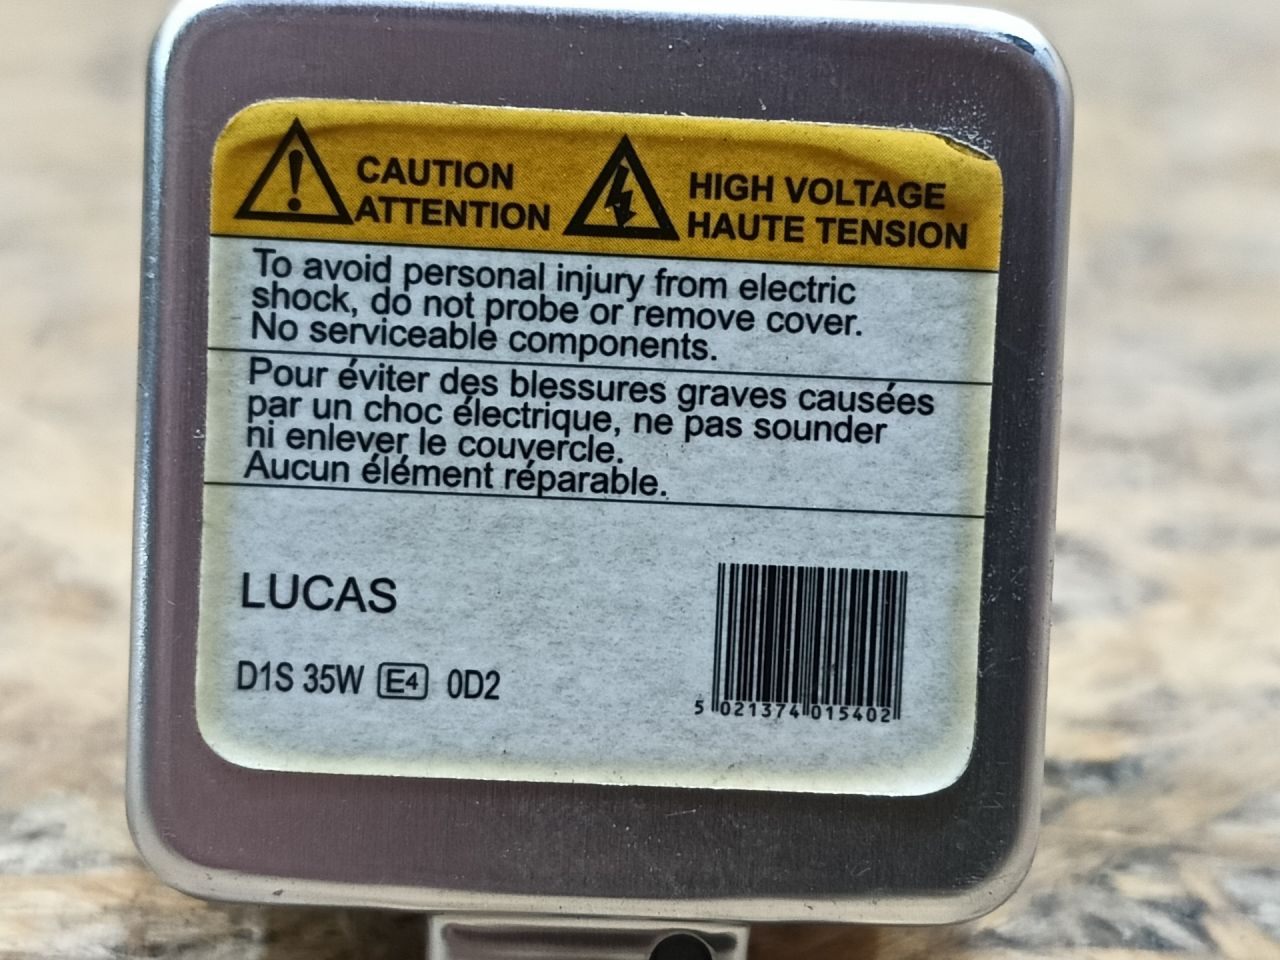 CAUTION
ATTENTION
HIGH VOLTAGE
HAUTE TENSION
To avoid personal injury from electric
shock, do not probe or remove cover.
No serviceable components.
Pour éviter des blessures graves causées
par un choc électrique, ne pas sounder
ni enlever le couvercle.
Aucun élément réparable.
LUCAS
D1S 35W E4 0D2
5 021374 015402